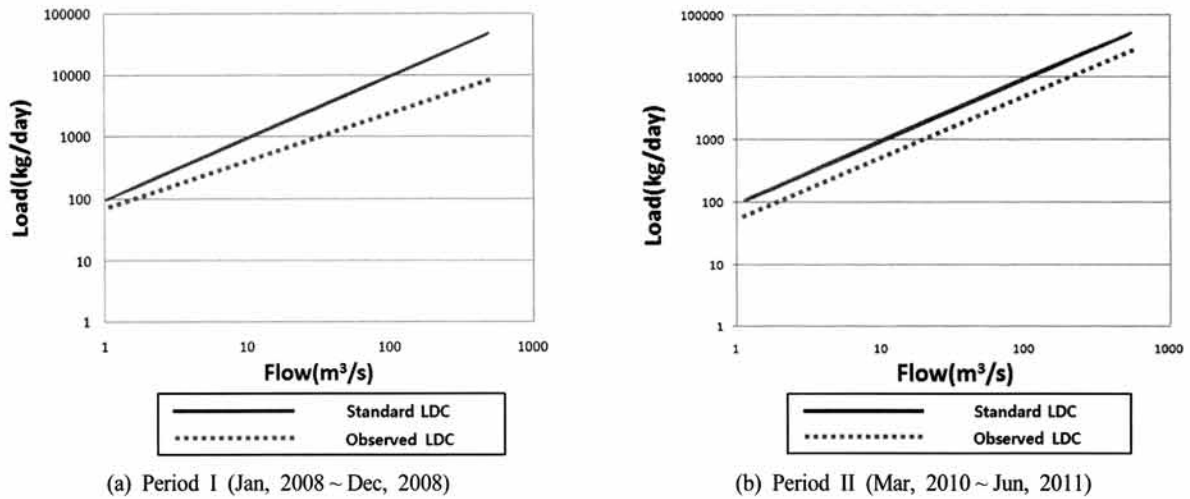 100000
10000
1000
100
10
1
Load(kg/day)
1 10 100 1000
Flow(m³/s)
Standard LDC
Observed LDC
(a) Period I (Jan, 2008 ~ Dec, 2008)
100000
10000
1000
100
10
1
Load(kg/day)
1 10 100 1000
Flow(m³/s)
Standard LDC
Observed LDC
(b) Period II (Mar, 2010 ~ Jun, 2011)